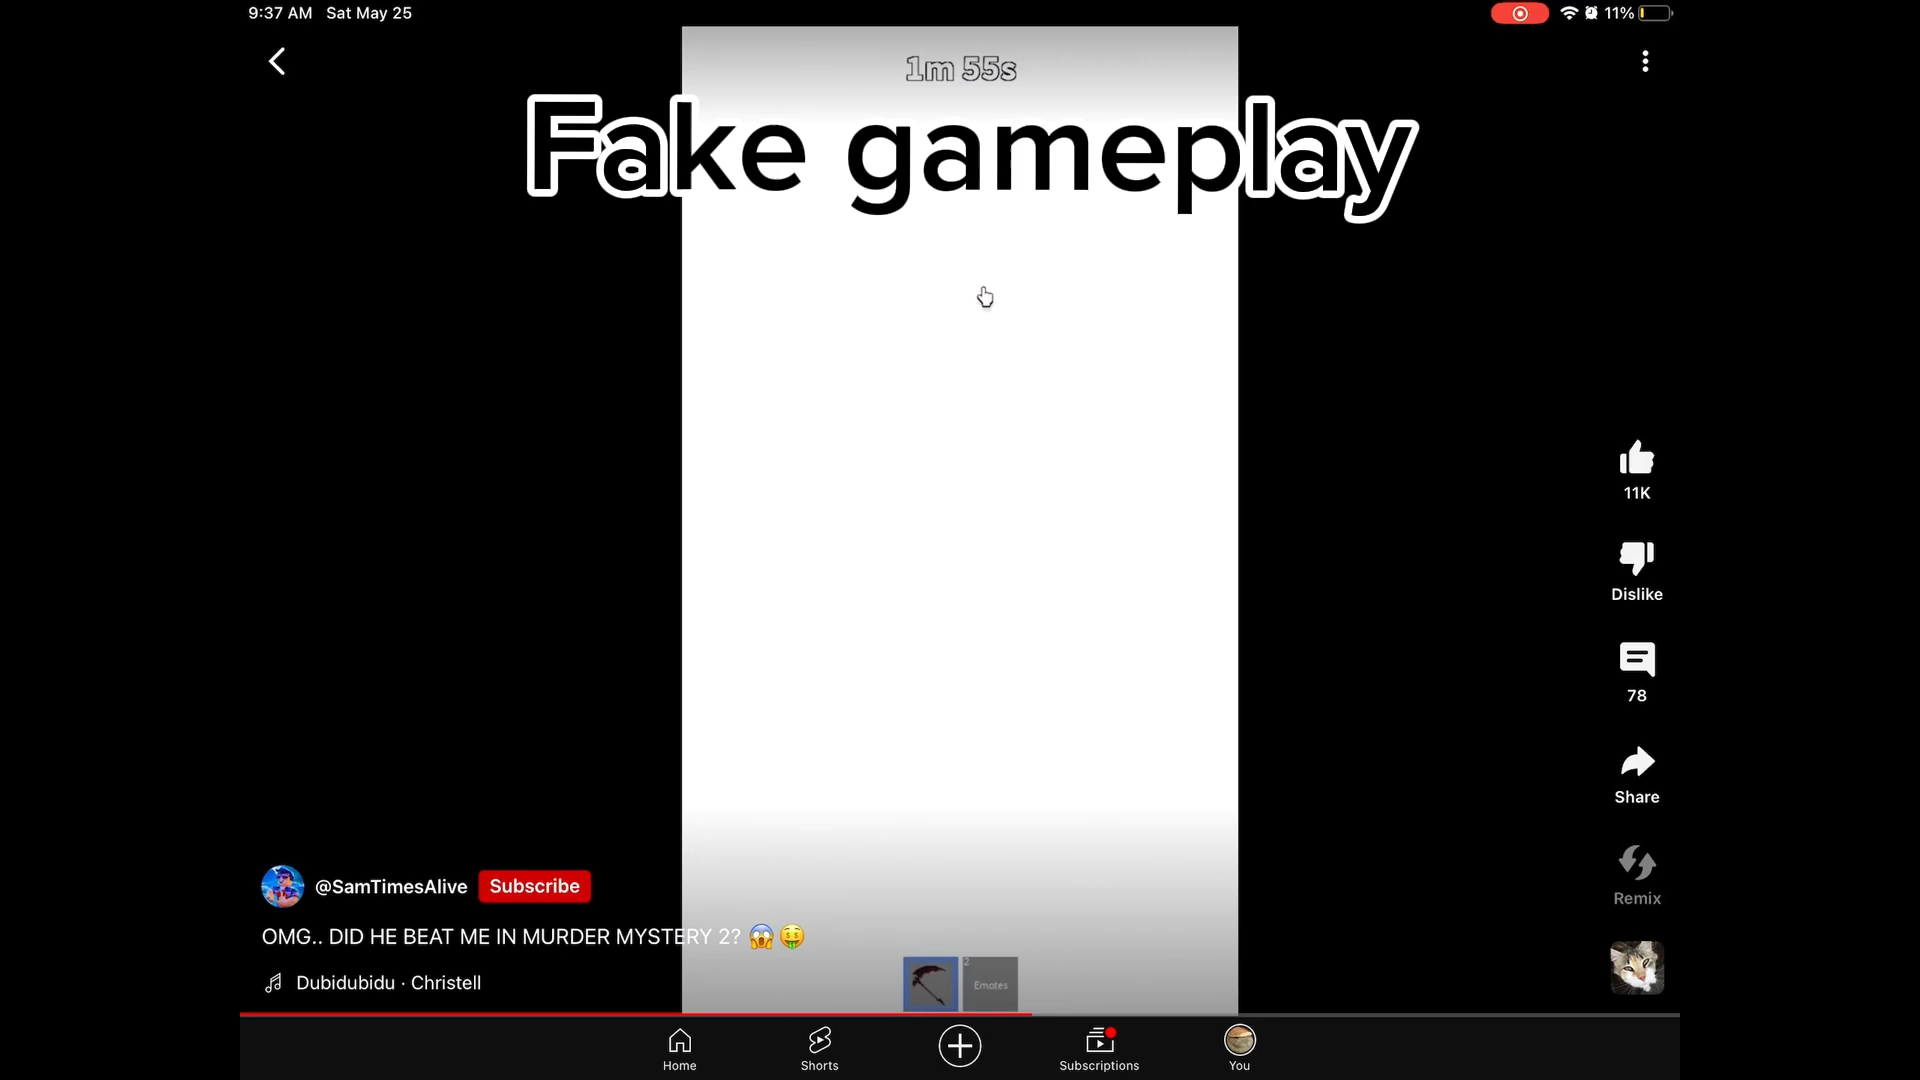 9:37 AM Sat May 25
11%
1m 55s
Fake gameplay
11K
Dislike
78
Share
Remix
@SamTimesAlive Subscribe
OMG.. DID HE BEAT ME IN MURDER MYSTERY 2? 😱 🤑
Dubidubidu · Christell
2
Emotes
Home Shorts Subscriptions You